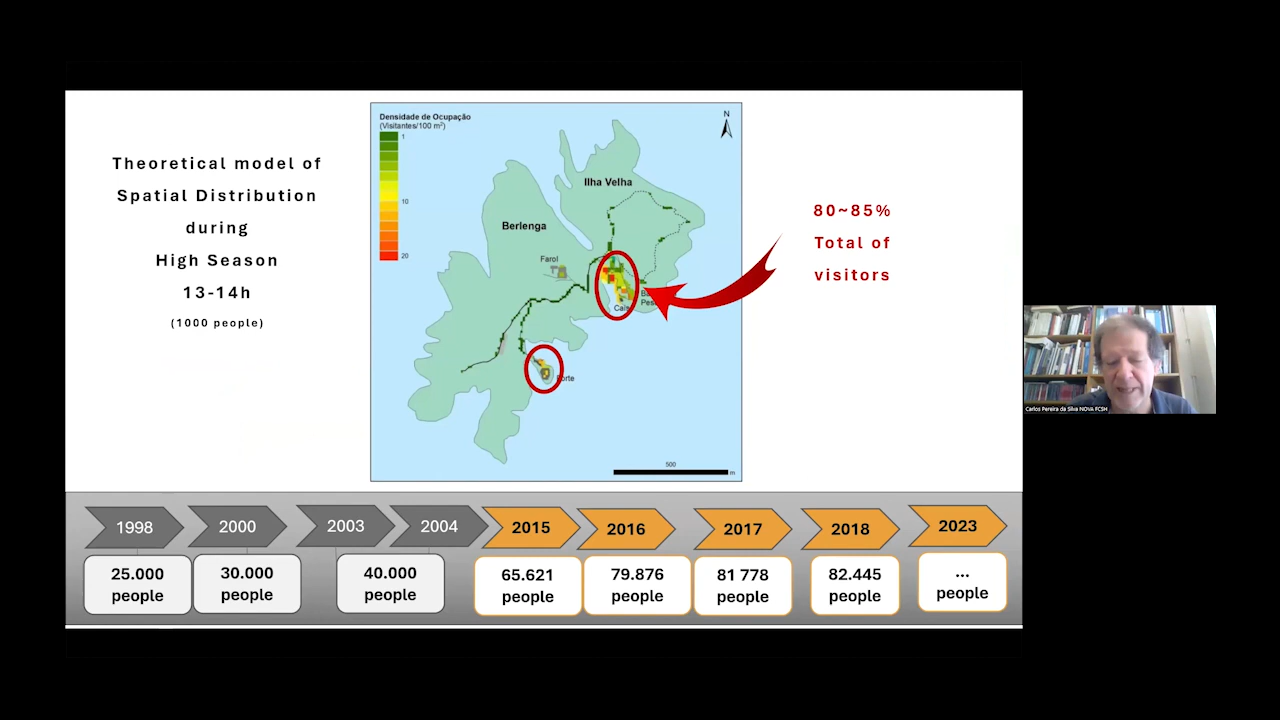 Theoretical model of
Spatial Distribution
during
High Season
13-14h
(1000 people)
Densidade de Ocupação
(Visitantes/100 m²)
1
10
20
N
Ilha Velha
Berlenga
Farol
500
m
80~85%
Total of
visitors
1998
2000
2003
2004
2015
2016
2017
2018
2023
25.000
people
30.000
people
40.000
people
65.621
people
79.876
people
81 778
people
82.445
people
...
people
Carlos Pereira da Silva NOVA FCSH